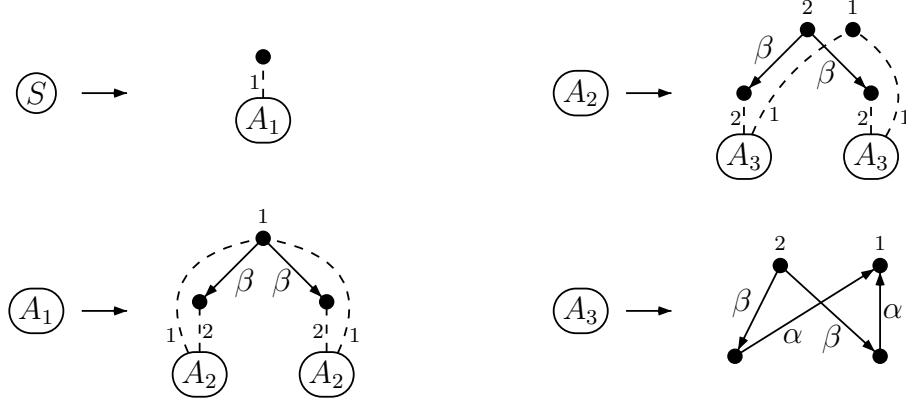 S
1
A₁
A₂
2 1
β β
2 1 2 1
A₃ A₃
A₁
1
β β
1 2 2 1
A₂ A₂
A₃
2 1
β α β α